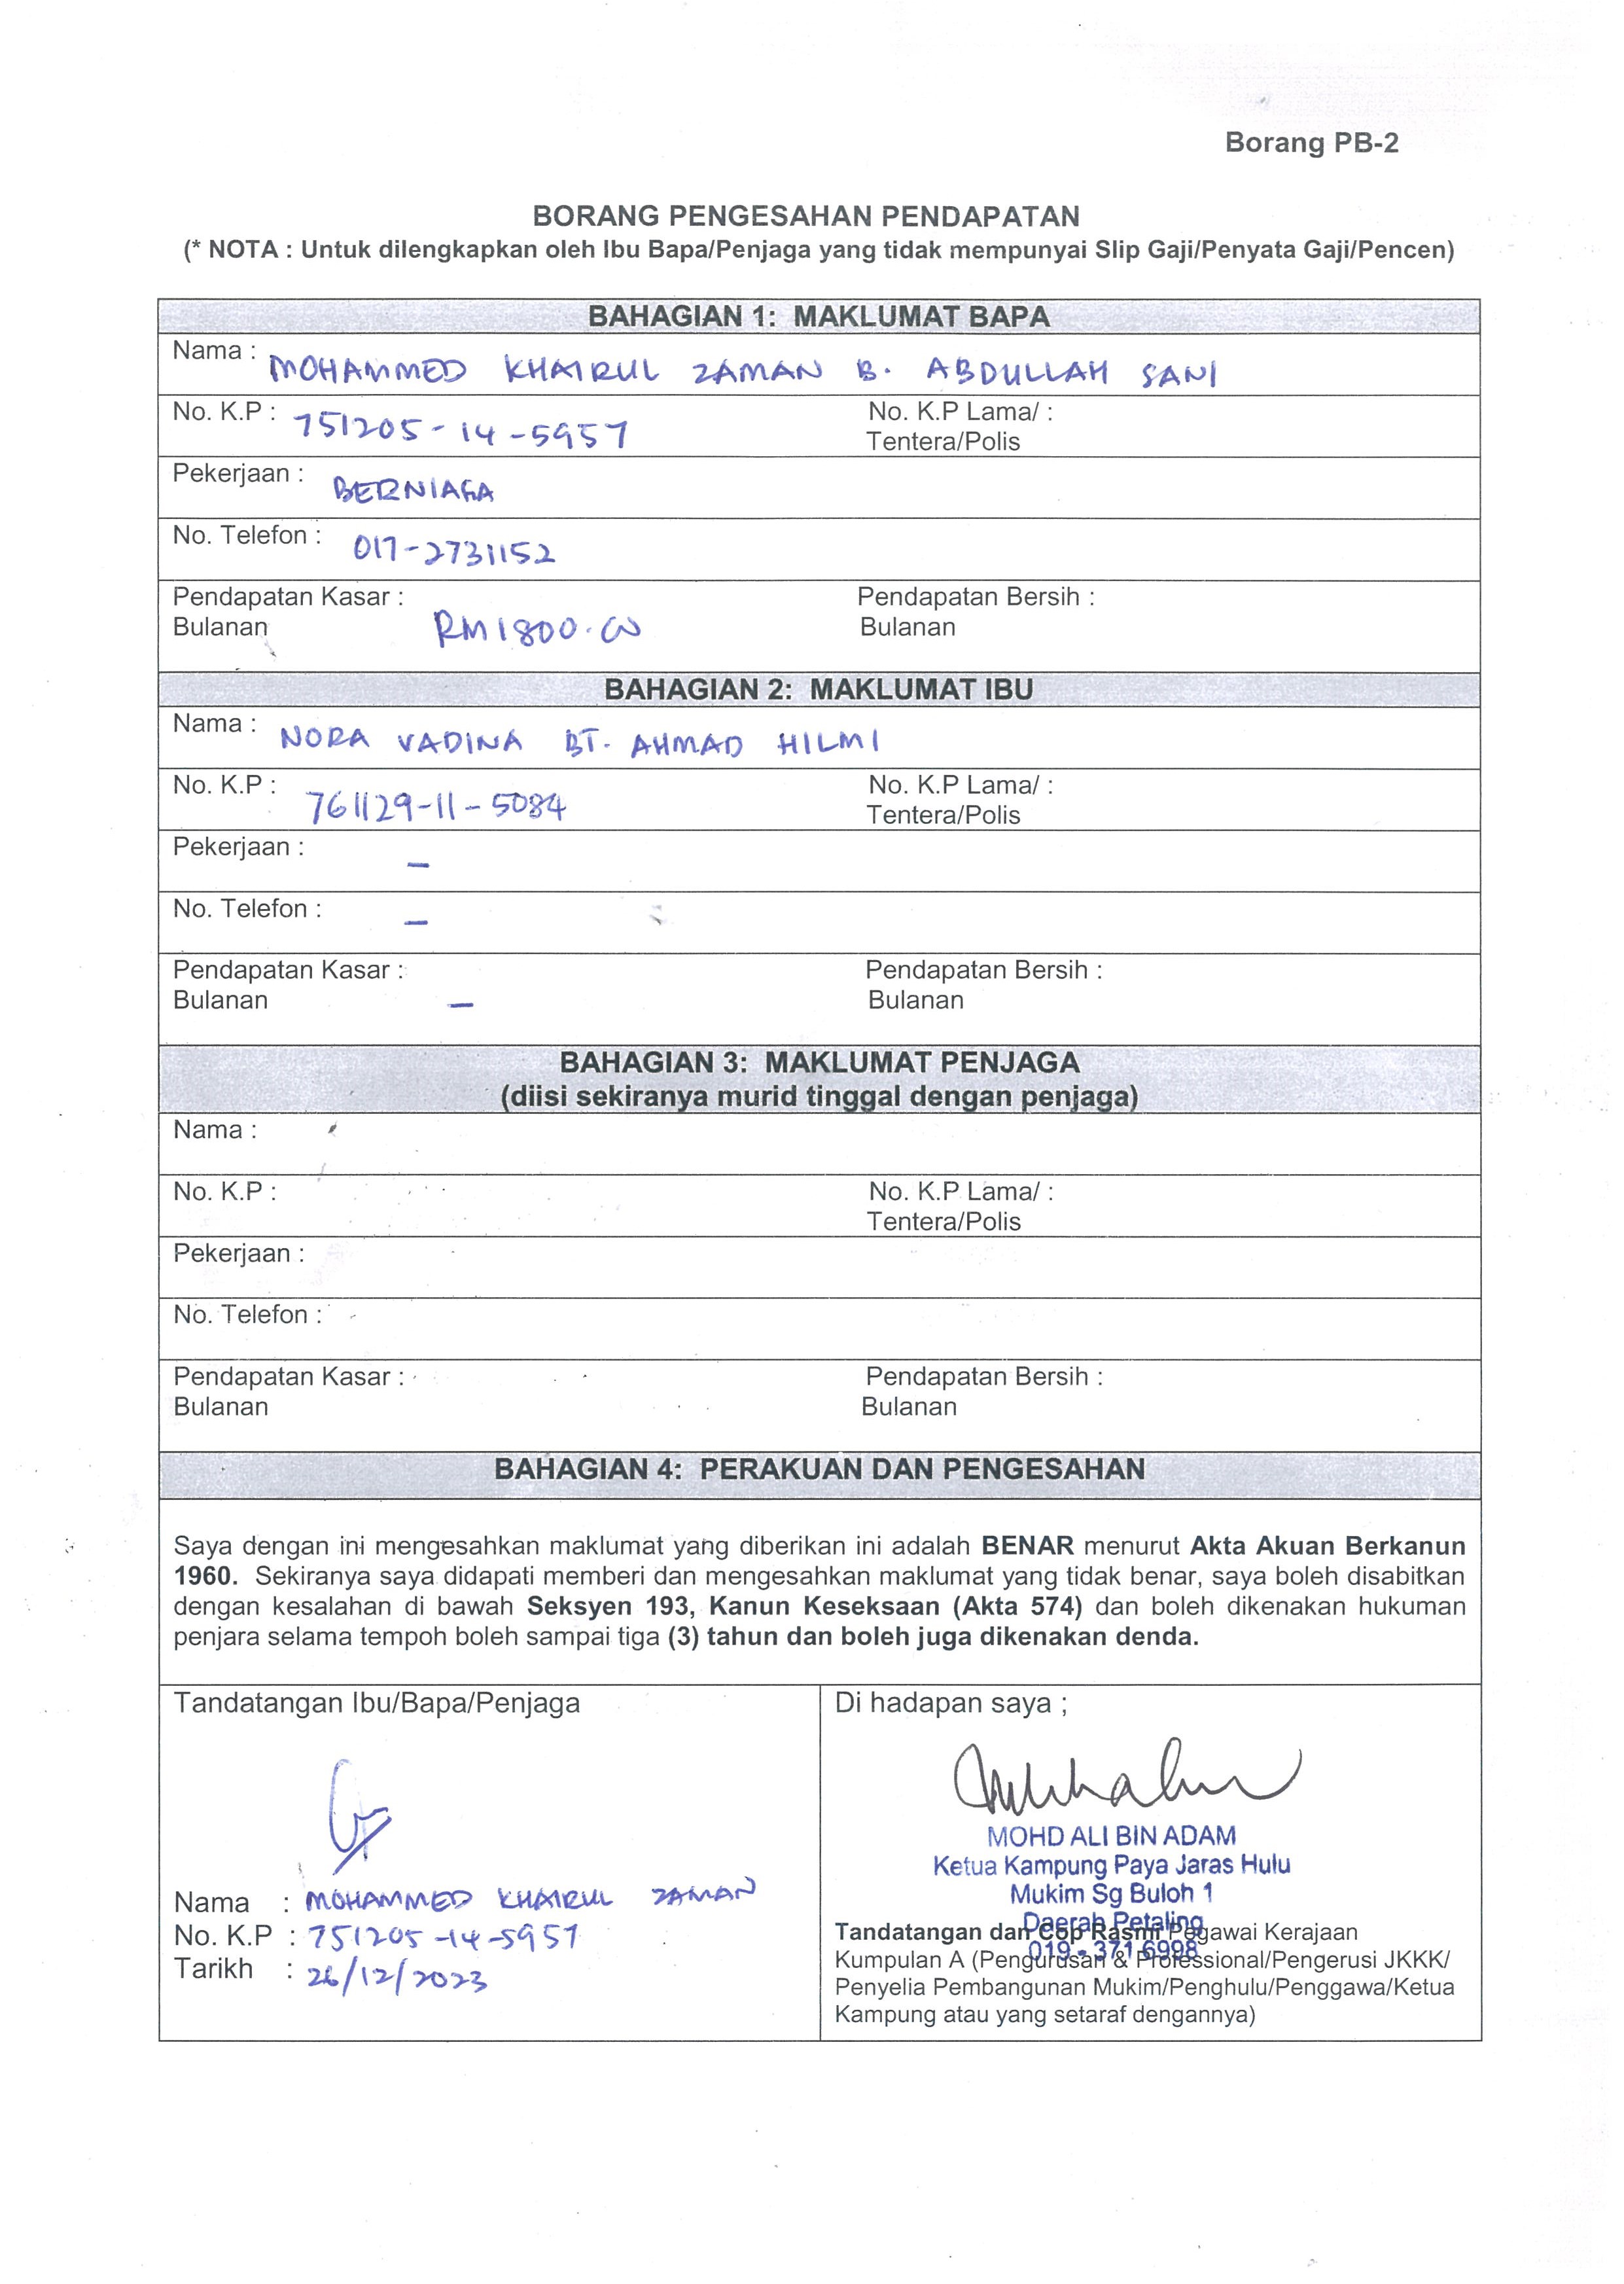 Borang PB-2
BORANG PENGESAHAN PENDAPATAN
(* NOTA : Untuk dilengkapkan oleh Ibu Bapa/Penjaga yang tidak mempunyai Slip Gaji/Penyata Gaji/Pencen)
BAHAGIAN 1: MAKLUMAT BAPA
Nama : MOHAMMED KHAIRUL ZAMAN B. ABDULLAH SANI
No. K.P : 751205-14-5957 No. K.P Lama/ :
Tentera/Polis
Pekerjaan : BERNIAGA
No. Telefon : 017-2731152
Pendapatan Kasar : Pendapatan Bersih :
Bulanan RM1800.00 Bulanan
BAHAGIAN 2: MAKLUMAT IBU
Nama : NORA VADINA BT. AHMAD HILMI
No. K.P : 761129-11-5084 No. K.P Lama/ :
Tentera/Polis
Pekerjaan : -
No. Telefon : -
Pendapatan Kasar : Pendapatan Bersih :
Bulanan - Bulanan
BAHAGIAN 3: MAKLUMAT PENJAGA
(diisi sekiranya murid tinggal dengan penjaga)
Nama :
No. K.P : No. K.P Lama/ :
Tentera/Polis
Pekerjaan :
No. Telefon :
Pendapatan Kasar : Pendapatan Bersih :
Bulanan Bulanan
BAHAGIAN 4: PERAKUAN DAN PENGESAHAN
Saya dengan ini mengesahkan maklumat yang diberikan ini adalah BENAR menurut Akta Akuan Berkanun
1960. Sekiranya saya didapati memberi dan mengesahkan maklumat yang tidak benar, saya boleh disabitkan
dengan kesalahan di bawah Seksyen 193, Kanun Keseksaan (Akta 574) dan boleh dikenakan hukuman
penjara selama tempoh boleh sampai tiga (3) tahun dan boleh juga dikenakan denda.
Tandatangan Ibu/Bapa/Penjaga
Nama : MOHAMMED KHAIRUL ZAMAN
No. K.P : 751205-14-5957
Tarikh : 26/12/2023
Di hadapan saya ;
MOHD ALI BIN ADAM
Ketua Kampung Paya Jaras Hulu
Mukim Sg Buloh 1
Daerah Petaling
019 - 371 6998
Tandatangan dan Cop Rasmi Pegawai Kerajaan
Kumpulan A (Pengurusan & Professional/Pengerusi JKKK/
Penyelia Pembangunan Mukim/Penghulu/Penggawa/Ketua
Kampung atau yang setaraf dengannya)